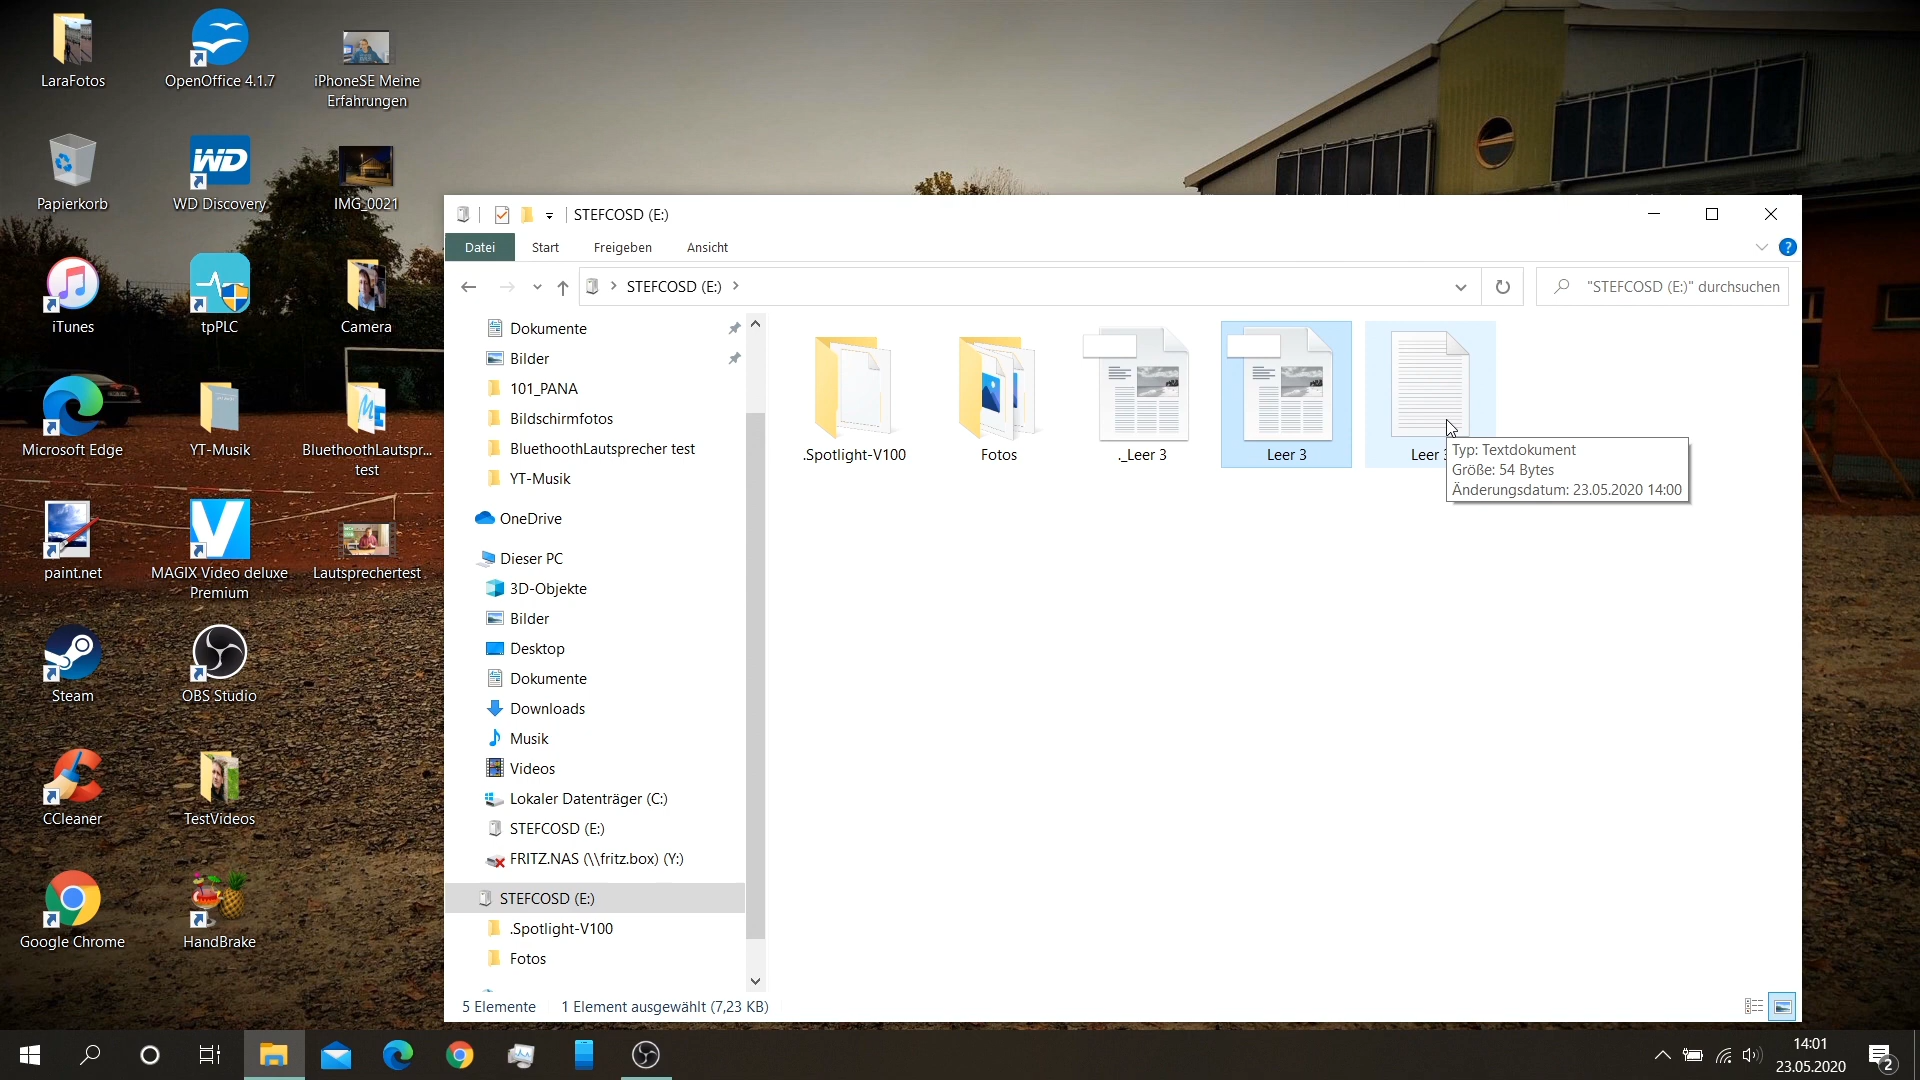 LaraFotos
OpenOffice 4.1.7
iPhoneSE Meine
Erfahrungen
Papierkorb
WD
WD Discovery
IMG_0021
iTunes
tpPLC
Camera
Microsoft Edge
YT-Musik
BluethoothLautspr...
test
paint.net
MAGIX Video deluxe
Premium
Lautsprechertest
Steam
OBS Studio
CCleaner
TestVideos
Google Chrome
HandBrake
STEFCOSD (E:)
Datei
Start
Freigeben
Ansicht
?
STEFCOSD (E:)
"STEFCOSD (E:)" durchsuchen
Dokumente
Bilder
101_PANA
Bildschirmfotos
BluethoothLautsprecher test
YT-Musik
OneDrive
Dieser PC
3D-Objekte
Bilder
Desktop
Dokumente
Downloads
Musik
Videos
Lokaler Datenträger (C:)
STEFCOSD (E:)
FRITZ.NAS (\\fritz.box) (Y:)
STEFCOSD (E:)
.Spotlight-V100
Fotos
.Spotlight-V100
Fotos
._Leer 3
Leer 3
Leer
Typ: Textdokument
Größe: 54 Bytes
Änderungsdatum: 23.05.2020 14:00
5 Elemente
1 Element ausgewählt (7,23 KB)
14:01
23.05.2020
2